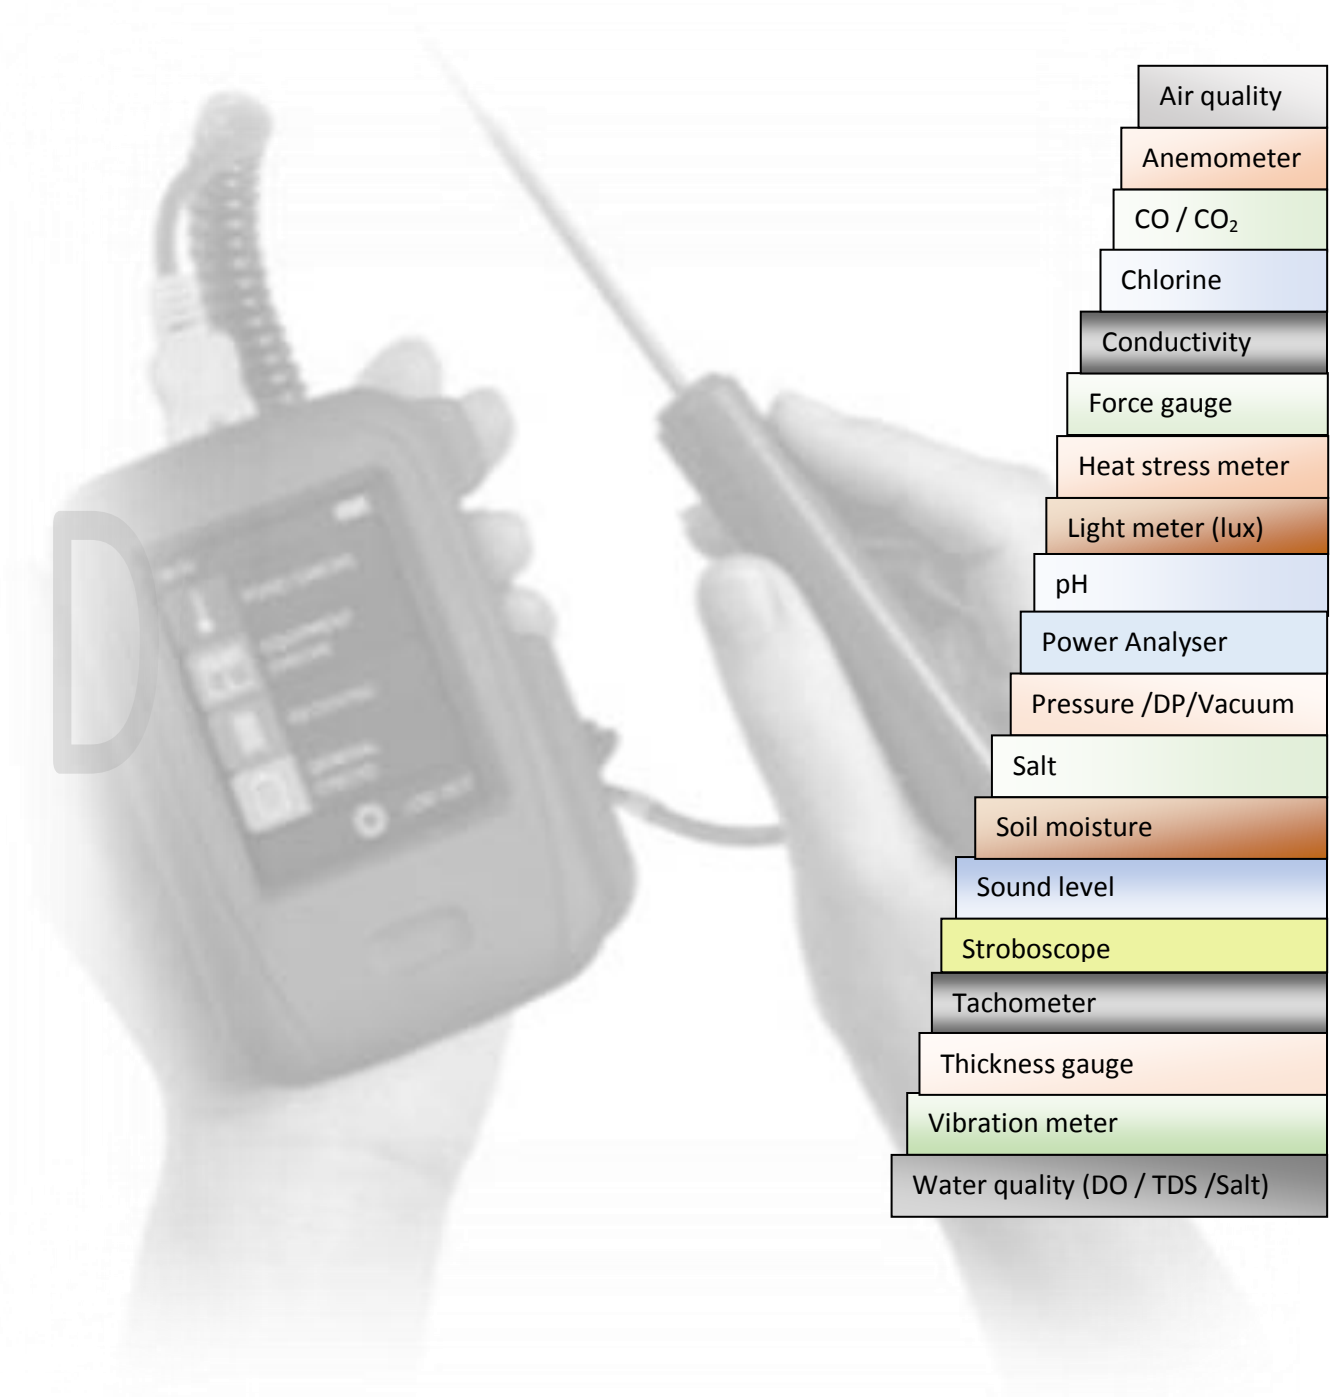 Air quality
Anemometer
CO / CO₂
Chlorine
Conductivity
Force gauge
Heat stress meter
Light meter (lux)
pH
Power Analyser
Pressure /DP/Vacuum
Salt
Soil moisture
Sound level
Stroboscope
Tachometer
Thickness gauge
Vibration meter
Water quality (DO / TDS /Salt)
D